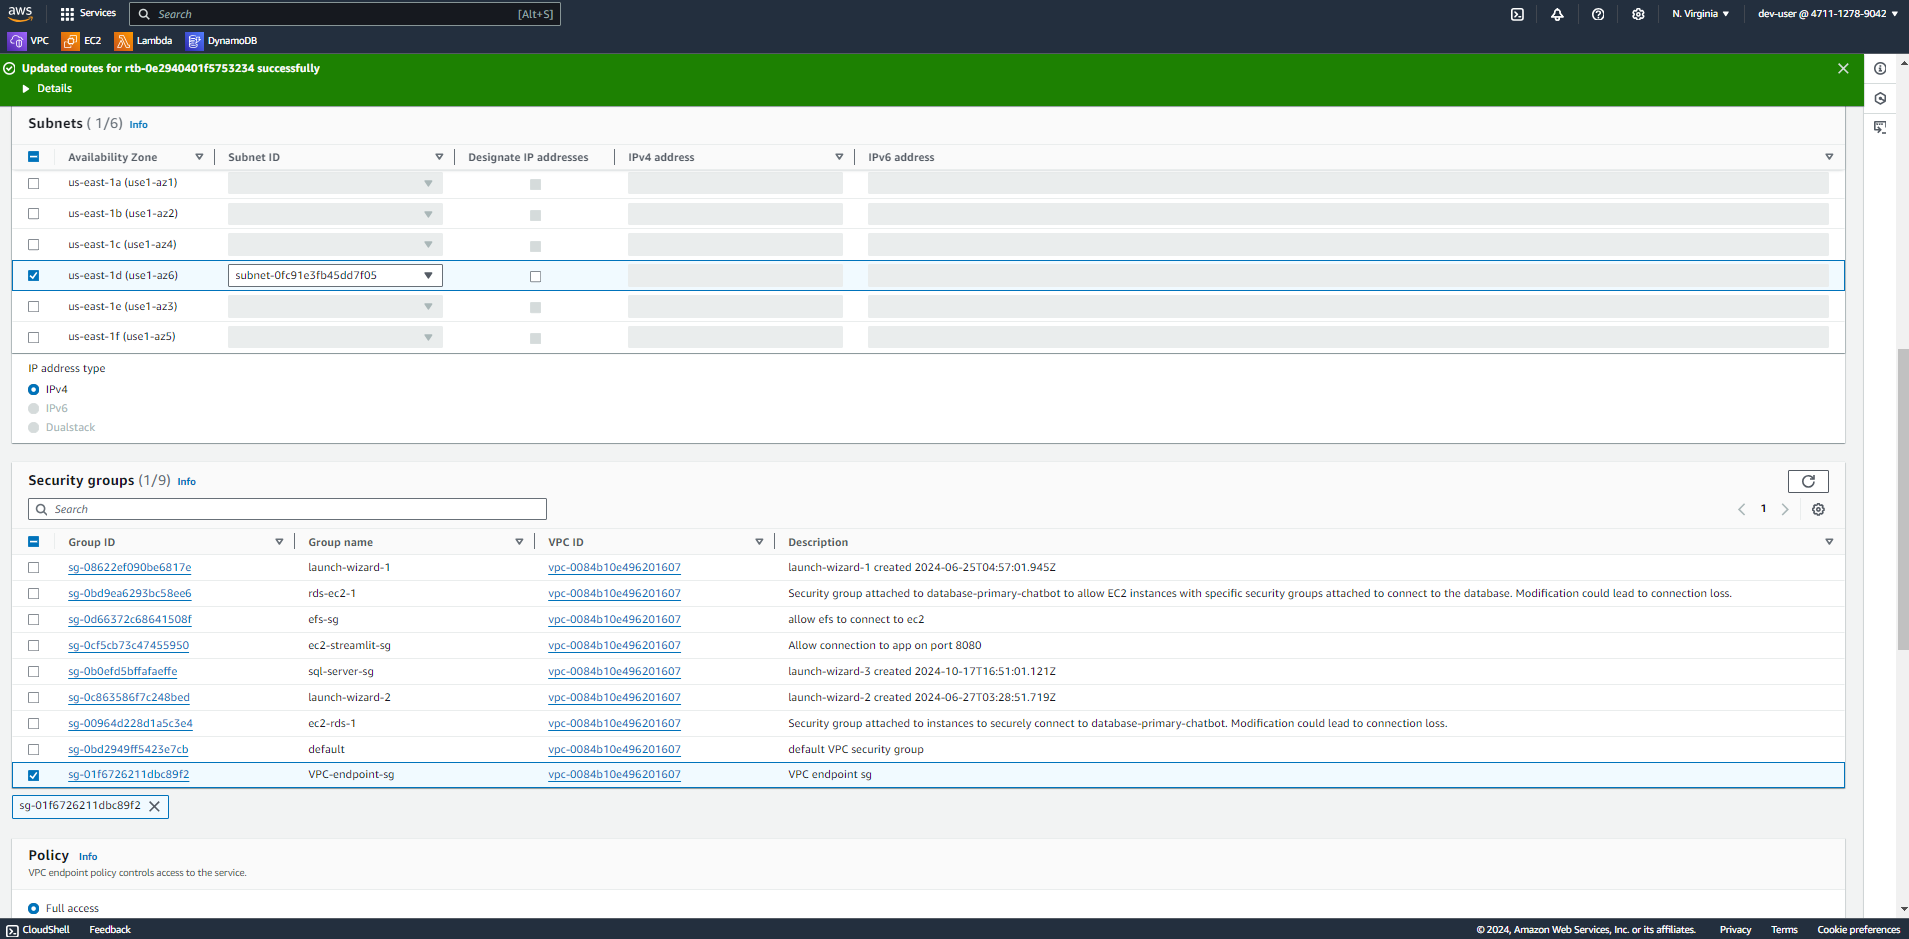 aws
Services
Search [Alt+S]
N. Virginia
dev-user @ 4711-1278-9042
VPC EC2 Lambda DynamoDB
Updated routes for rtb-0e2940401f5753234 successfully
Details
Subnets ( 1/6) Info
Availability Zone Subnet ID Designate IP addresses IPv4 address IPv6 address
us-east-1a (use1-az1)
us-east-1b (use1-az2)
us-east-1c (use1-az4)
us-east-1d (use1-az6) subnet-0fc91e3fb45dd7f05
us-east-1e (use1-az3)
us-east-1f (use1-az5)
IP address type
IPv4
IPv6
Dualstack
Security groups (1/9) Info
Search
1
Group ID Group name VPC ID Description
sg-08622ef090be6817e launch-wizard-1 vpc-0084b10e496201607 launch-wizard-1 created 2024-06-25T04:57:01.945Z
sg-0bd9ea6293bc58ee6 rds-ec2-1 vpc-0084b10e496201607 Security group attached to database-primary-chatbot to allow EC2 instances with specific security groups attached to connect to the database. Modification could lead to connection loss.
sg-0d66372c68641508f efs-sg vpc-0084b10e496201607 allow efs to connect to ec2
sg-0cf5cb73c47455950 ec2-streamlit-sg vpc-0084b10e496201607 Allow connection to app on port 8080
sg-0b0efd5bffafaeffe sql-server-sg vpc-0084b10e496201607 launch-wizard-3 created 2024-10-17T16:51:01.121Z
sg-0c863586f7c248bed launch-wizard-2 vpc-0084b10e496201607 launch-wizard-2 created 2024-06-27T03:28:51.719Z
sg-00964d228d1a5c3e4 ec2-rds-1 vpc-0084b10e496201607 Security group attached to instances to securely connect to database-primary-chatbot. Modification could lead to connection loss.
sg-0bd2949ff5423e7cb default vpc-0084b10e496201607 default VPC security group
sg-01f6726211dbc89f2 VPC-endpoint-sg vpc-0084b10e496201607 VPC endpoint sg
sg-01f6726211dbc89f2
Policy Info
VPC endpoint policy controls access to the service.
Full access
CloudShell Feedback © 2024, Amazon Web Services, Inc. or its affiliates. Privacy Terms Cookie preferences